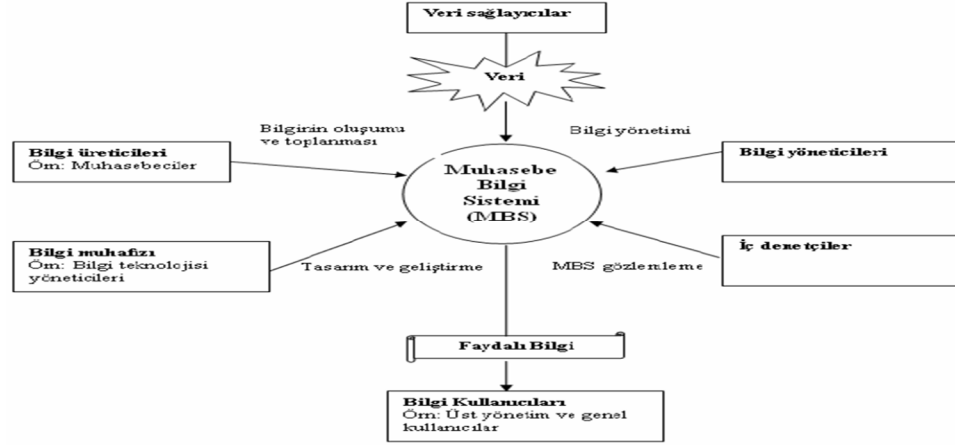 Veri sağlayıcılar
Veri
Bilginin oluşumu
ve toplanması
Bilgi yönetimi
Bilgi üreticileri
Örn: Muhasebeciler
Muhasebe
Bilgi
Sistemi
(MBS)
Bilgi yöneticileri
Bilgi muhafızı
Örn: Bilgi teknolojisi
yöneticileri
Tasarım ve geliştirme
MBS gözlemleme
İç denetçiler
Faydalı Bilgi
Bilgi Kullanıcıları
Örn: Üst yönetim ve genel
kullanıcılar